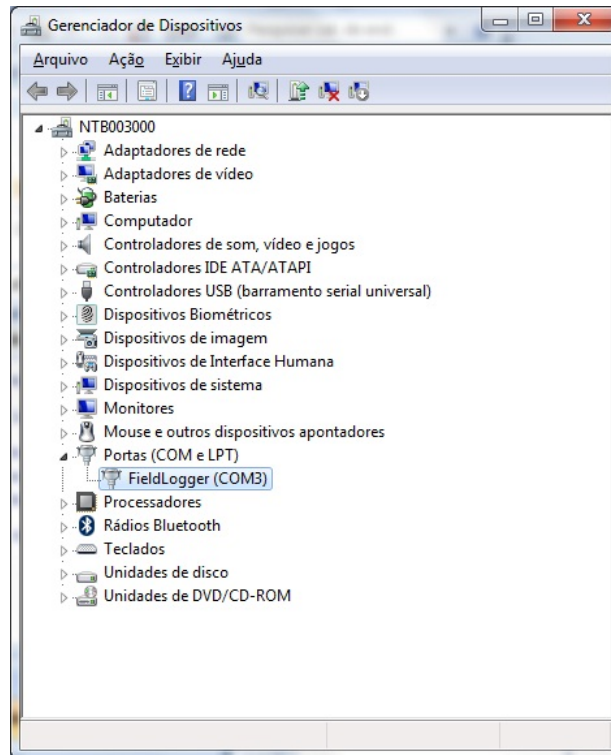 Gerenciador de Dispositivos
Arquivo Ação Exibir Ajuda
NTB003000
Adaptadores de rede
Adaptadores de vídeo
Baterias
Computador
Controladores de som, vídeo e jogos
Controladores IDE ATA/ATAPI
Controladores USB (barramento serial universal)
Dispositivos Biométricos
Dispositivos de imagem
Dispositivos de Interface Humana
Dispositivos de sistema
Monitores
Mouse e outros dispositivos apontadores
Portas (COM e LPT)
FieldLogger (COM3)
Processadores
Rádios Bluetooth
Teclados
Unidades de disco
Unidades de DVD/CD-ROM